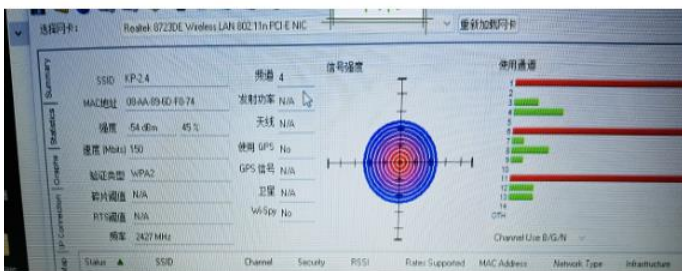 选择网卡: Realtek 8723DE Wireless LAN 802.11n PCI-E NIC 重新加载网卡
Summary
Statistics
Graphs
IP Connection
SSID KP-2.4
MAC地址
强度 -54 dBm 45 %
速度 (Mbits) 150
验证类型 WPA2
碎片阈值 N/A
RTS阈值 N/A
频率 2427 MHz
频道 4
发射功率 N/A
天线 N/A
使用 GPS No
GPS 信号 N/A
卫星 N/A
Wi-Spy No
信号强度
使用通道
1
2
3
4
5
6
7
8
9
10
11
12
13
14
OTH
Channel Use B/G/N
Status SSID Channel Security RSSI Rates Supported MAC Address Network Type Infrastructure